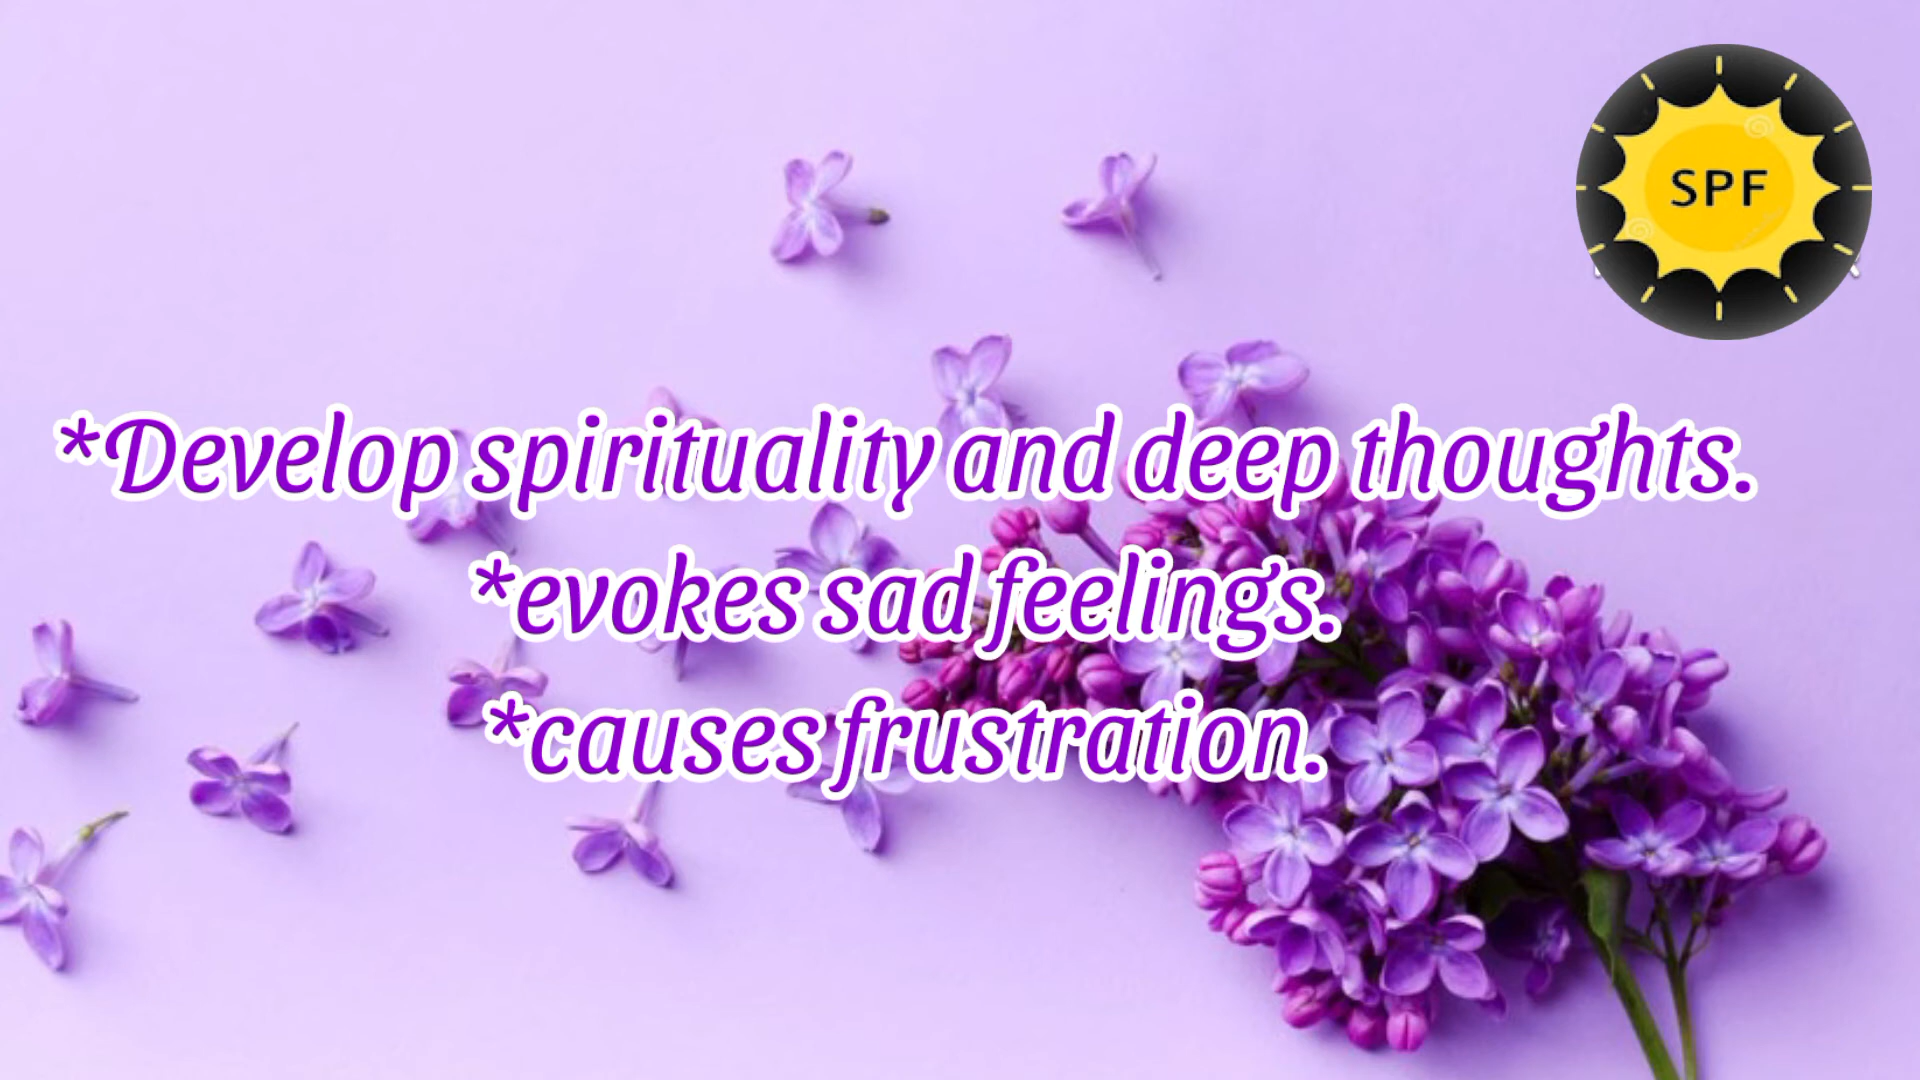 SPF
*Develop spirituality and deep thoughts.
*evokes sad feelings.
*causes frustration.